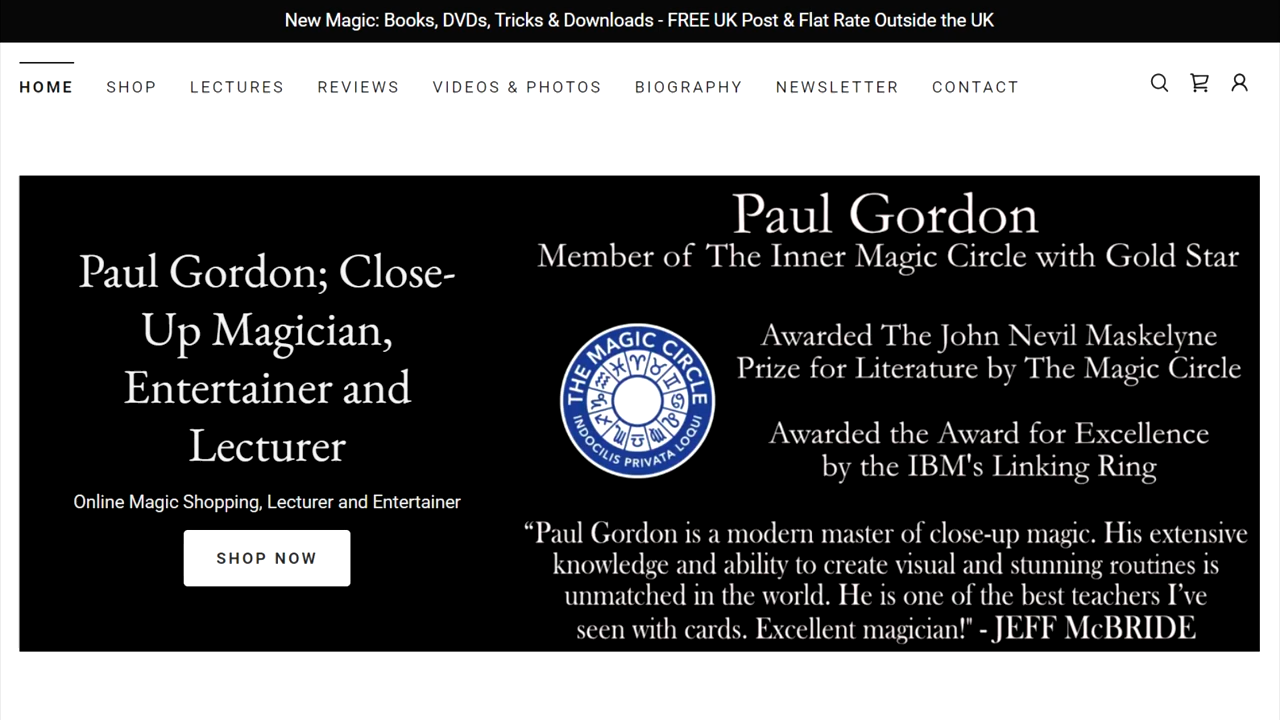 New Magic: Books, DVDs, Tricks & Downloads - FREE UK Post & Flat Rate Outside the UK
HOME SHOP LECTURES REVIEWS VIDEOS & PHOTOS BIOGRAPHY NEWSLETTER CONTACT
Paul Gordon; Close-
Up Magician,
Entertainer and
Lecturer
Online Magic Shopping, Lecturer and Entertainer
SHOP NOW
Paul Gordon
Member of The Inner Magic Circle with Gold Star
THE MAGIC CIRCLE
INDOCILIS PRIVATA LOQUI
Awarded The John Nevil Maskelyne
Prize for Literature by The Magic Circle
Awarded the Award for Excellence
by the IBM's Linking Ring
“Paul Gordon is a modern master of close-up magic. His extensive
knowledge and ability to create visual and stunning routines is
unmatched in the world. He is one of the best teachers I’ve
seen with cards. Excellent magician!" - JEFF McBRIDE